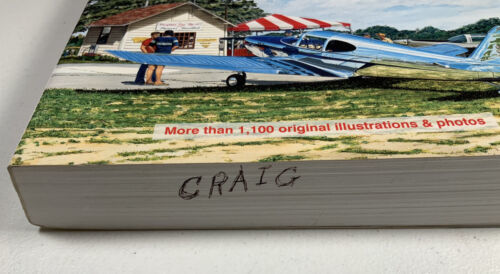 More than 1,100 original illustrations & photos
CRAIG